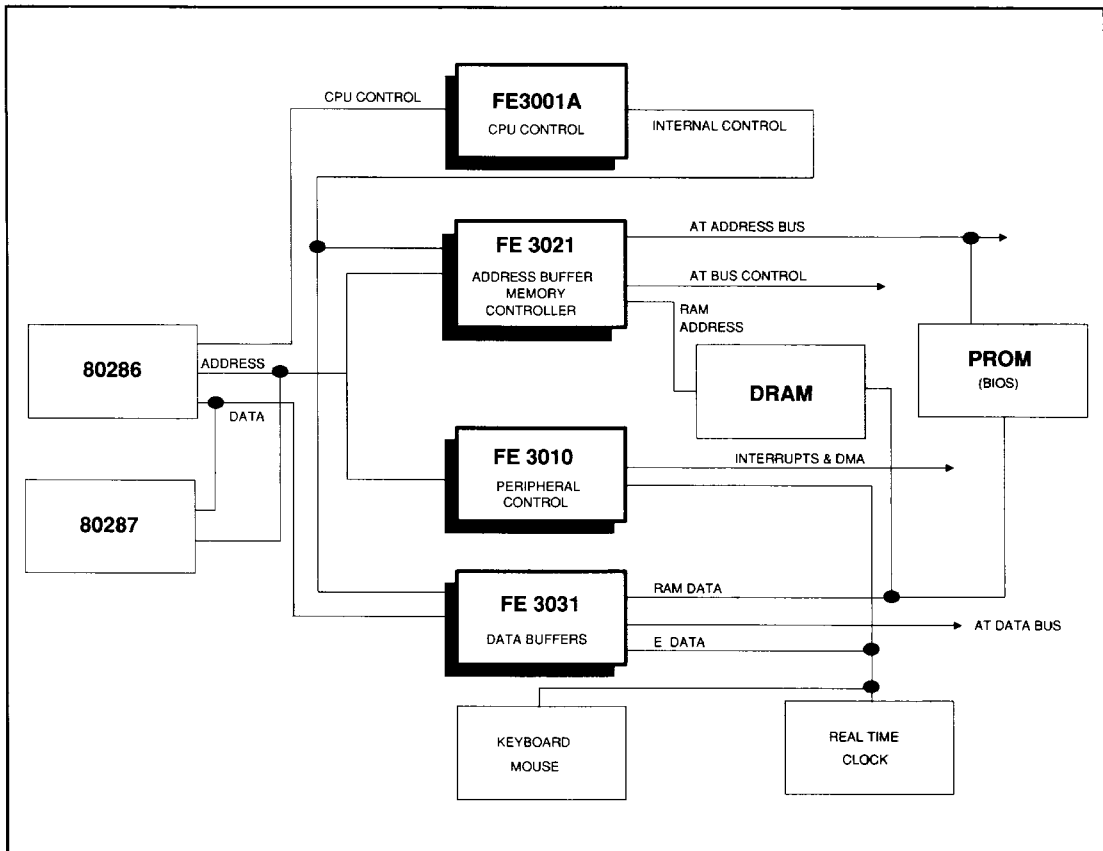 CPU CONTROL
FE3001A
CPU CONTROL
INTERNAL CONTROL
FE 3021
ADDRESS BUFFER
MEMORY
CONTROLLER
AT ADDRESS BUS
AT BUS CONTROL
RAM
ADDRESS
80286
ADDRESS
DATA
DRAM
PROM
(BIOS)
FE 3010
PERIPHERAL
CONTROL
INTERRUPTS & DMA
80287
FE 3031
DATA BUFFERS
RAM DATA
AT DATA BUS
E DATA
KEYBOARD
MOUSE
REAL TIME
CLOCK